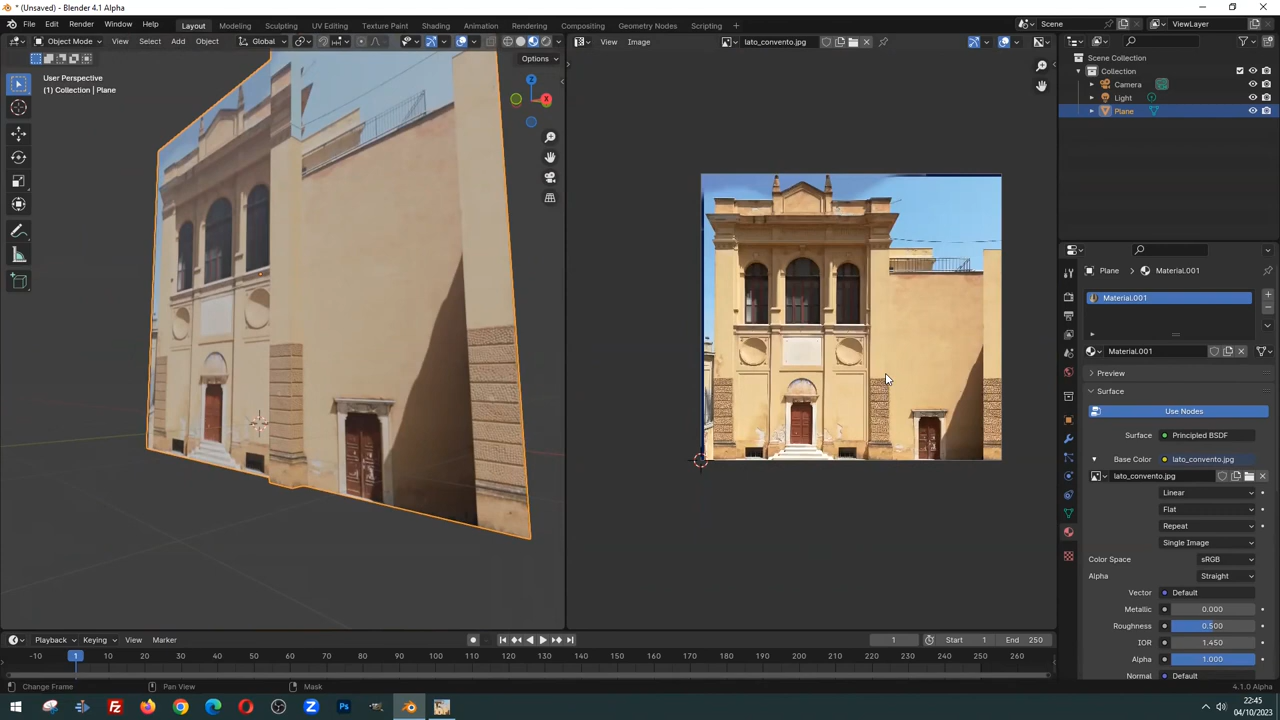 * (Unsaved) - Blender 4.1 Alpha
File Edit Render Window Help
Layout Modeling Sculpting UV Editing Texture Paint Shading Animation Rendering Compositing Geometry Nodes Scripting +
Scene
ViewLayer
Object Mode View Select Add Object Global
Options
User Perspective
(1) Collection | Plane
Z
X
View Image lato_convento.jpg
Scene Collection
Collection
Camera
Light
Plane
Plane > Material.001
Material.001
Material.001
Preview
Surface
Use Nodes
Surface Principled BSDF
Base Color lato_convento.jpg
lato_convento.jpg
Linear
Flat
Repeat
Single Image
Color Space sRGB
Alpha Straight
Vector Default
Metallic 0.000
Roughness 0.500
IOR 1.450
Alpha 1.000
Normal Default
Playback Keying View Marker
1 Start 1 End 250
-10 1 10 20 30 40 50 60 70 80 90 100 110 120 130 140 150 160 170 180 190 200 210 220 230 240 250 260
Change Frame Pan View Mask
4.1.0 Alpha
22:45
04/10/2023